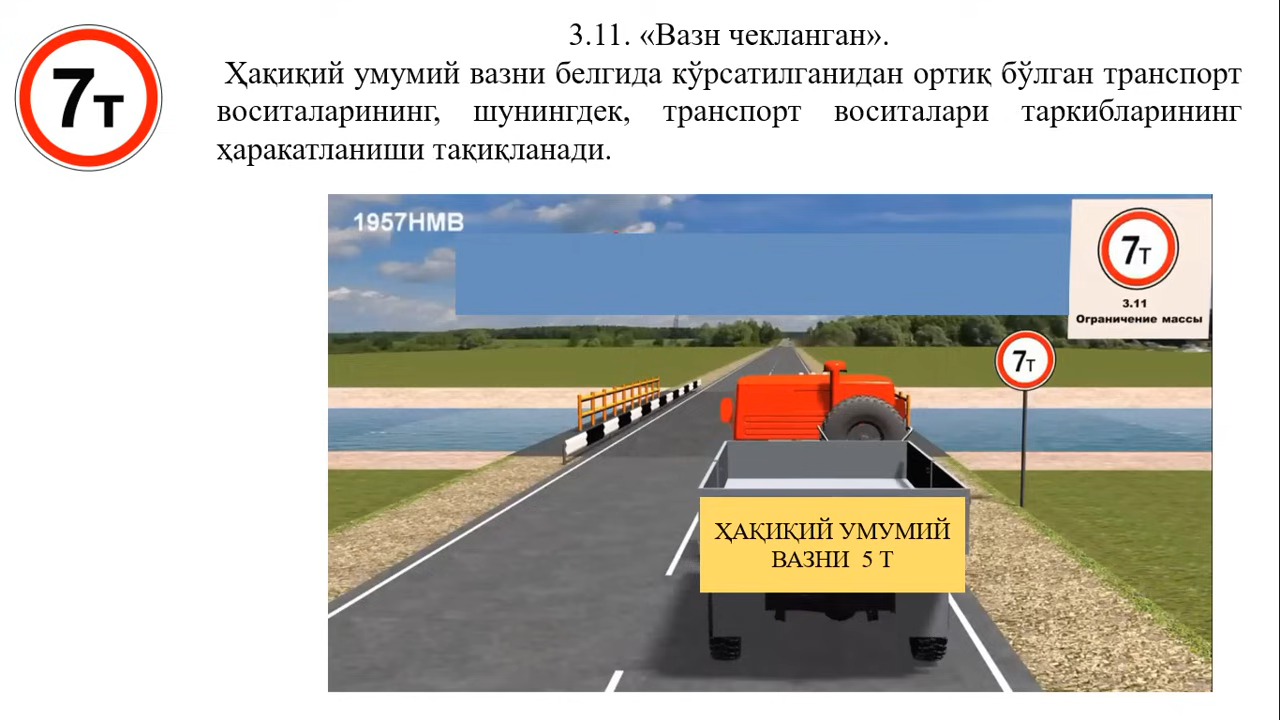 7т
3.11. «Вазн чекланган».
Ҳақиқий умумий вазни белгида кўрсатилганидан ортиқ бўлган транспорт
воситаларининг, шунингдек, транспорт воситалари таркибларининг
ҳаракатланиши тақиқланади.
1957НМВ
7т
3.11
Ограничение массы
7т
ҲАҚИҚИЙ УМУМИЙ
ВАЗНИ 5 Т